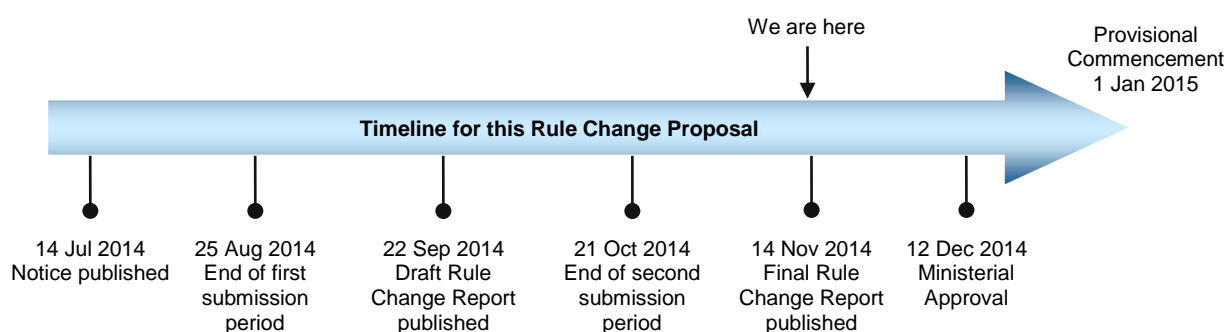 We are here
Provisional
Commencement
1 Jan 2015
Timeline for this Rule Change Proposal
14 Jul 2014
Notice published
25 Aug 2014
End of first
submission
period
22 Sep 2014
Draft Rule
Change Report
published
21 Oct 2014
End of second
submission
period
14 Nov 2014
Final Rule
Change Report
published
12 Dec 2014
Ministerial
Approval